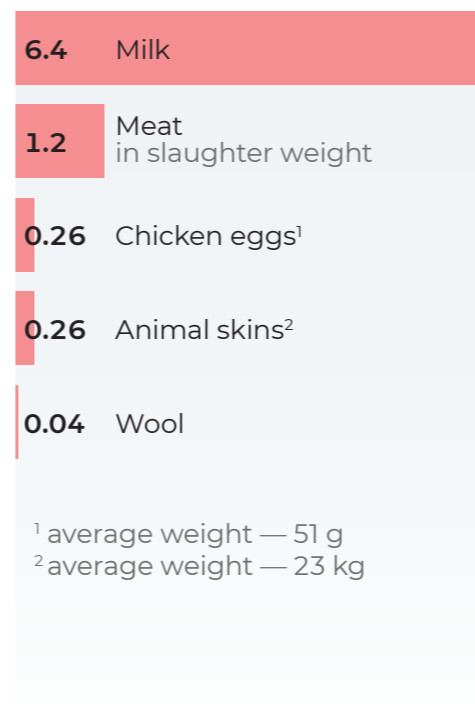 6.4 Milk
1.2 Meat
in slaughter weight
0.26 Chicken eggs¹
0.26 Animal skins²
0.04 Wool
¹ average weight — 51 g
² average weight — 23 kg